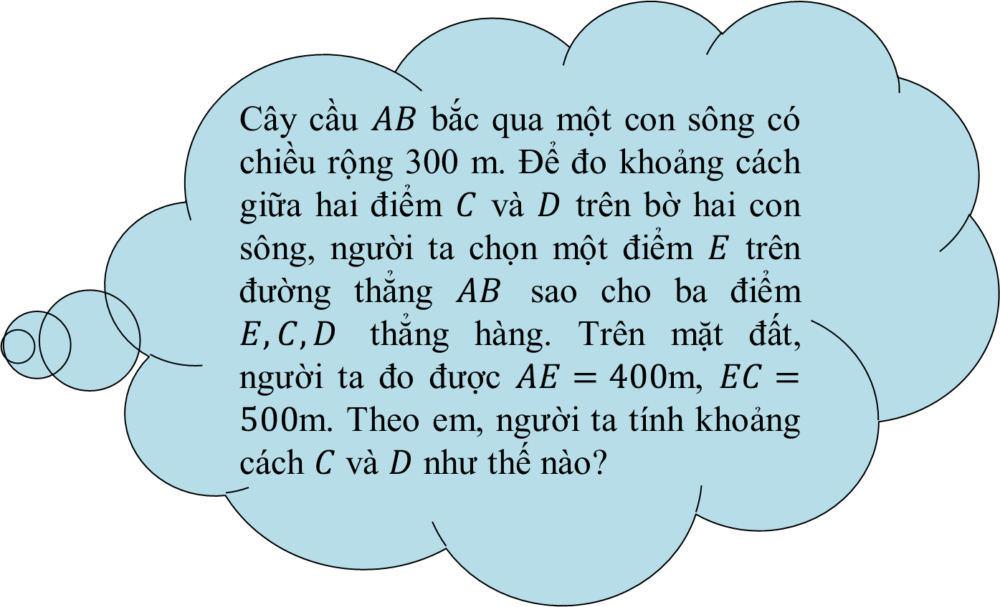 Cây cầu AB bắc qua một con sông có
chiều rộng 300 m. Để đo khoảng cách
giữa hai điểm C và D trên bờ hai con
sông, người ta chọn một điểm E trên
đường thẳng AB sao cho ba điểm
E, C, D thẳng hàng. Trên mặt đất,
người ta đo được AE = 400m, EC =
500m. Theo em, người ta tính khoảng
cách C và D như thế nào?